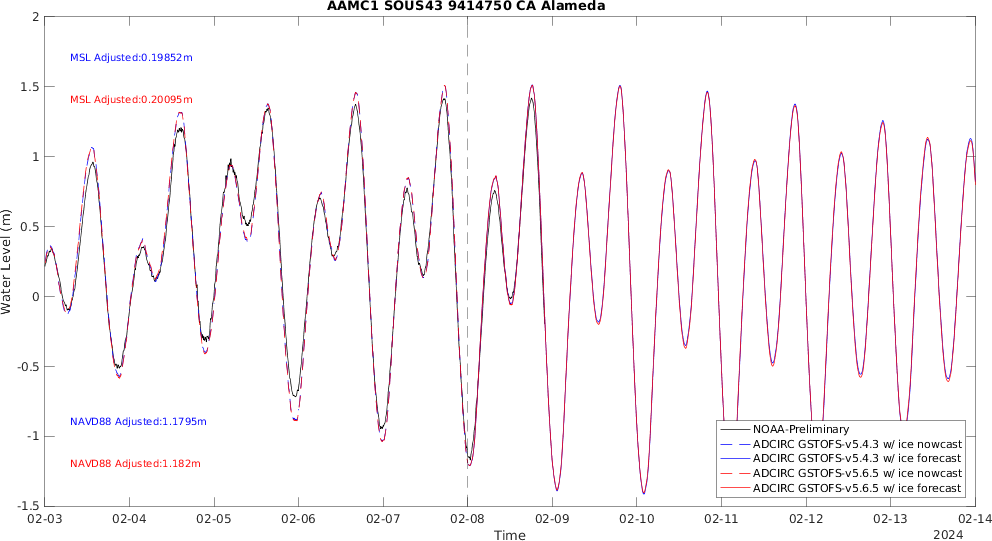 AAMC1 SOUS43 9414750 CA Alameda
2
1.5
1
0.5
0
-0.5
-1
-1.5
Water Level (m)
MSL Adjusted:0.19852m
MSL Adjusted:0.20095m
NAVD88 Adjusted:1.1795m
NAVD88 Adjusted:1.182m
NOAA-Preliminary
ADCIRC GSTOFS-v5.4.3 w/ ice nowcast
ADCIRC GSTOFS-v5.4.3 w/ ice forecast
ADCIRC GSTOFS-v5.6.5 w/ ice nowcast
ADCIRC GSTOFS-v5.6.5 w/ ice forecast
02-03 02-04 02-05 02-06 02-07 02-08 02-09 02-10 02-11 02-12 02-13 02-14
Time
2024